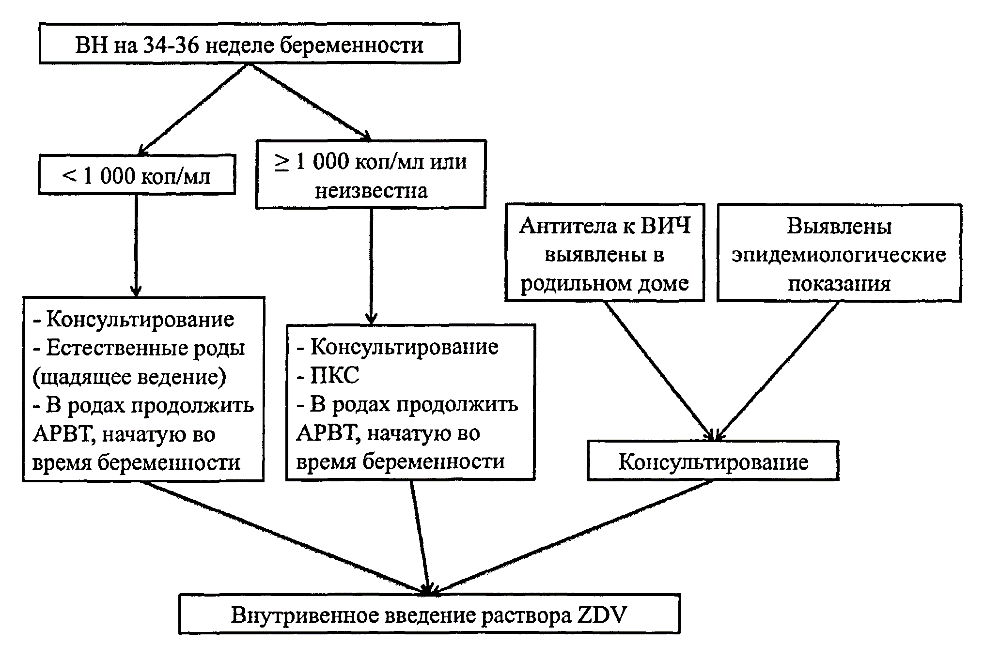 ВН на 34-36 неделе беременности
< 1 000 коп/мл
≥ 1 000 коп/мл или
неизвестна
Антитела к ВИЧ
выявлены в
родильном доме
Выявлены
эпидемиологические
показания
- Консультирование
- Естественные роды
(щадящее ведение)
- В родах продолжить
АРВТ, начатую во
время беременности
- Консультирование
- ПКС
- В родах продолжить
АРВТ, начатую во
время беременности
Консультирование
Внутривенное введение раствора ZDV